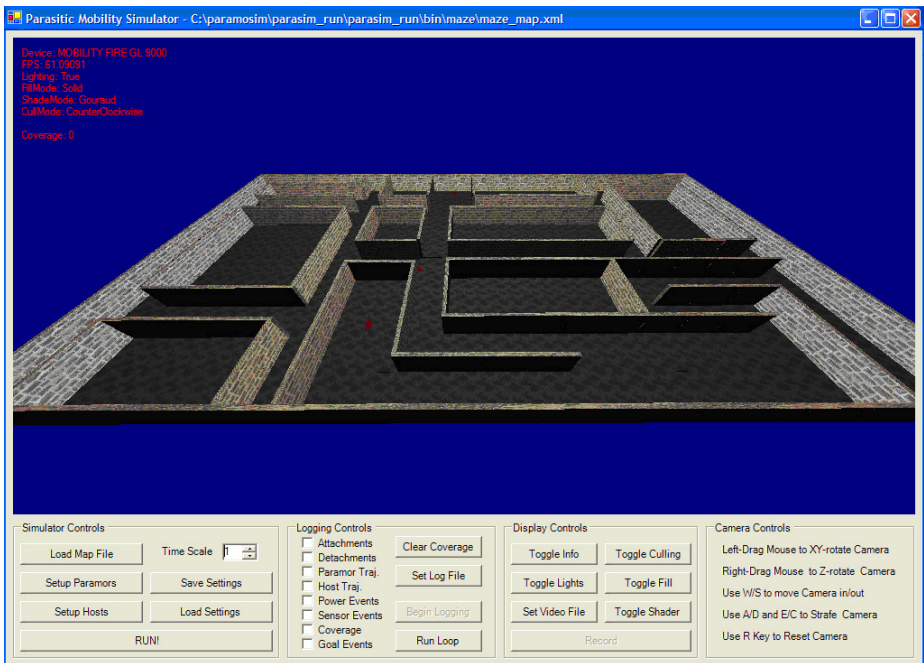 Parasitic Mobility Simulator - C:\paramosim\parasim_run\parasim_run\bin\maze\maze_map.xml
Device: MOBILITY FIRE GL 9000
FPS: 61.09091
Lighting: True
FillMode: Solid
ShadeMode: Gouraud
CullMode: CounterClockwise
Coverage: 0
Simulator Controls
Load Map File
Time Scale 1
Setup Paramors
Save Settings
Setup Hosts
Load Settings
RUN!
Logging Controls
Attachments
Detachments
Paramor Traj.
Host Traj.
Power Events
Sensor Events
Coverage
Goal Events
Clear Coverage
Set Log File
Begin Logging
Run Loop
Display Controls
Toggle Info
Toggle Culling
Toggle Lights
Toggle Fill
Set Video File
Toggle Shader
Record
Camera Controls
Left-Drag Mouse to XY-rotate Camera
Right-Drag Mouse to Z-rotate Camera
Use W/S to move Camera in/out
Use A/D and E/C to Strafe Camera
Use R Key to Reset Camera